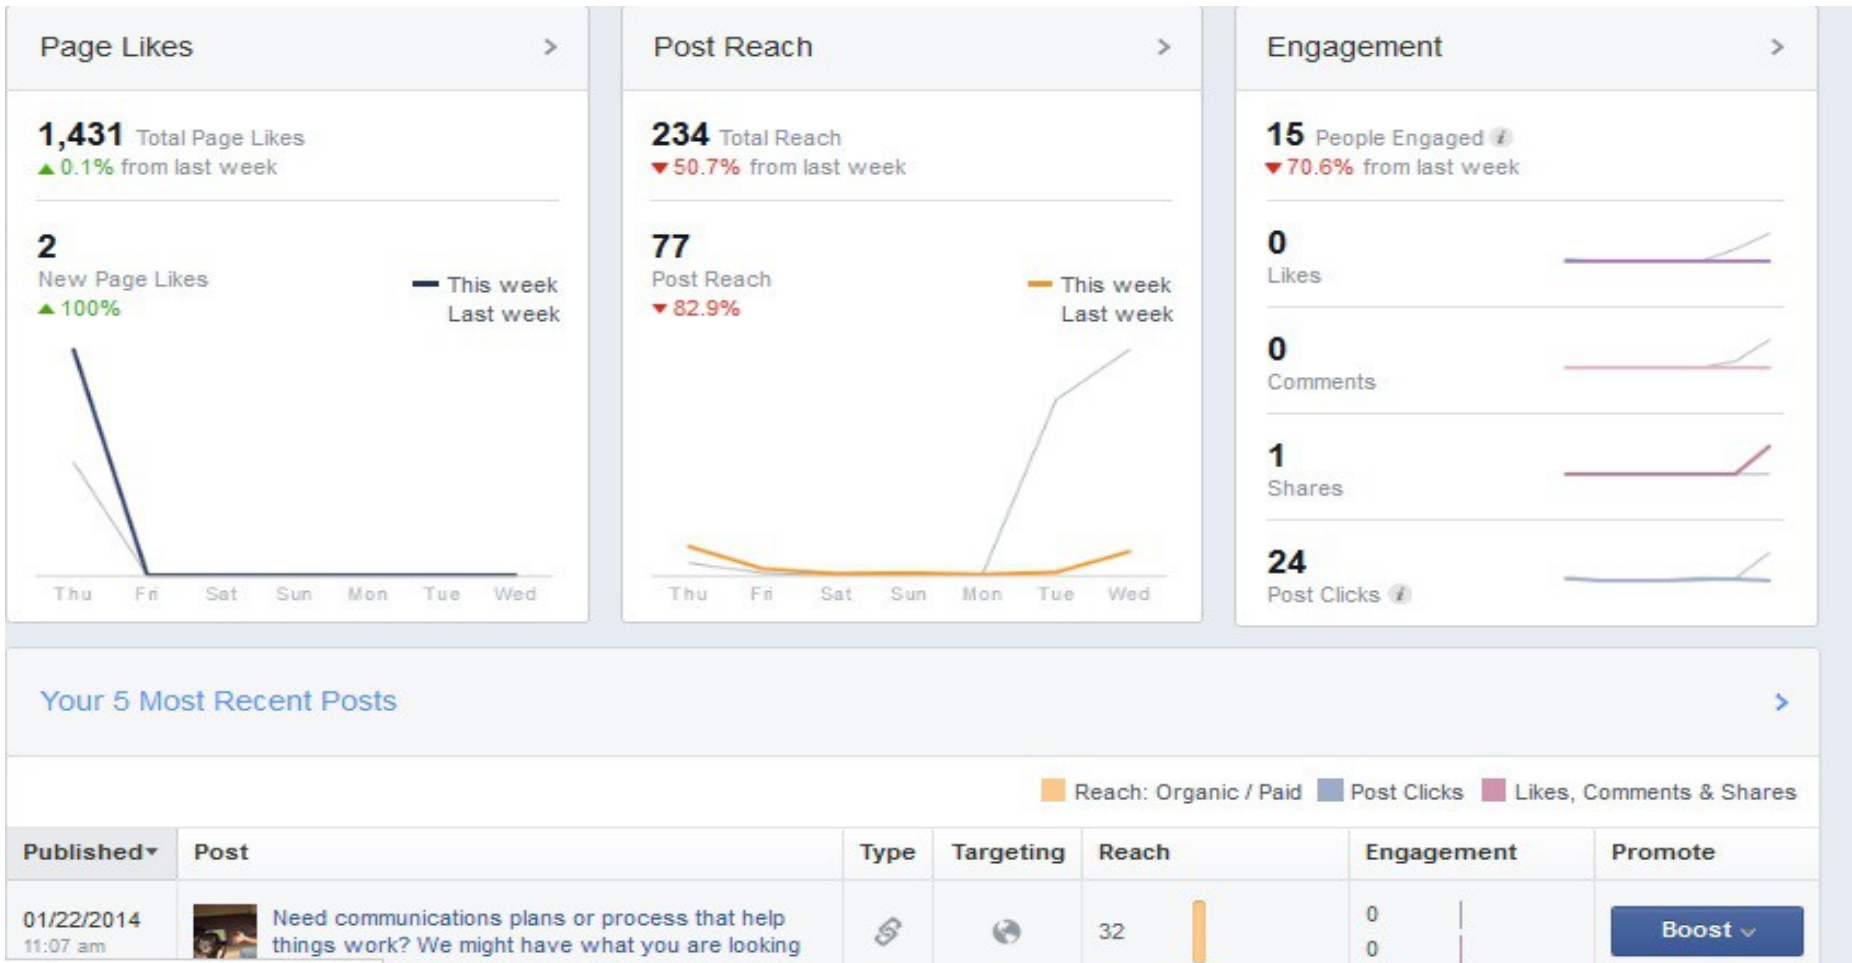 Page Likes
1,431 Total Page Likes
0.1% from last week
2
New Page Likes
100%
This week
Last week
Thu Fri Sat Sun Mon Tue Wed
Post Reach
234 Total Reach
50.7% from last week
77
Post Reach
82.9%
This week
Last week
Thu Fri Sat Sun Mon Tue Wed
Engagement
15 People Engaged i
70.6% from last week
0
Likes
0
Comments
1
Shares
24
Post Clicks i
Your 5 Most Recent Posts
Reach: Organic / Paid Post Clicks Likes, Comments & Shares
Published Post Type Targeting Reach Engagement Promote
01/22/2014
11:07 am
Need communications plans or process that help
things work? We might have what you are looking
32
0
0
Boost